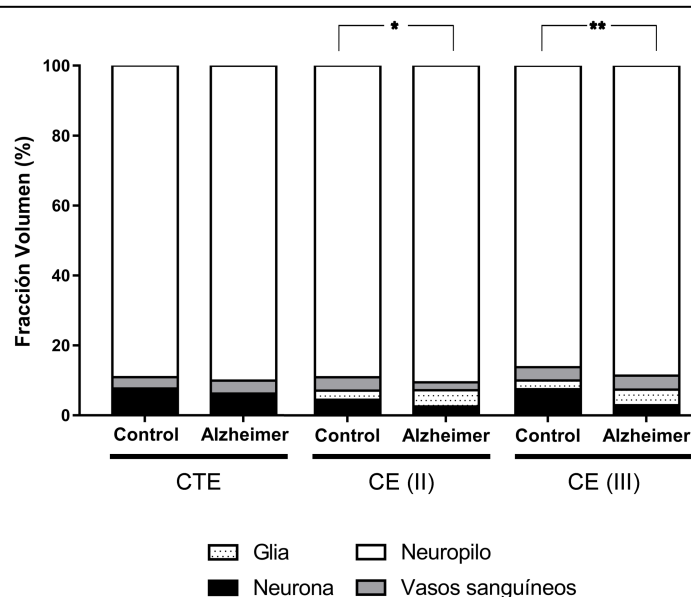 * **
Fracción Volumen (%)
100
80
60
40
20
0
Control Alzheimer Control Alzheimer Control Alzheimer
CTE CE (II) CE (III)
Glia Neuropilo
Neurona Vasos sanguíneos